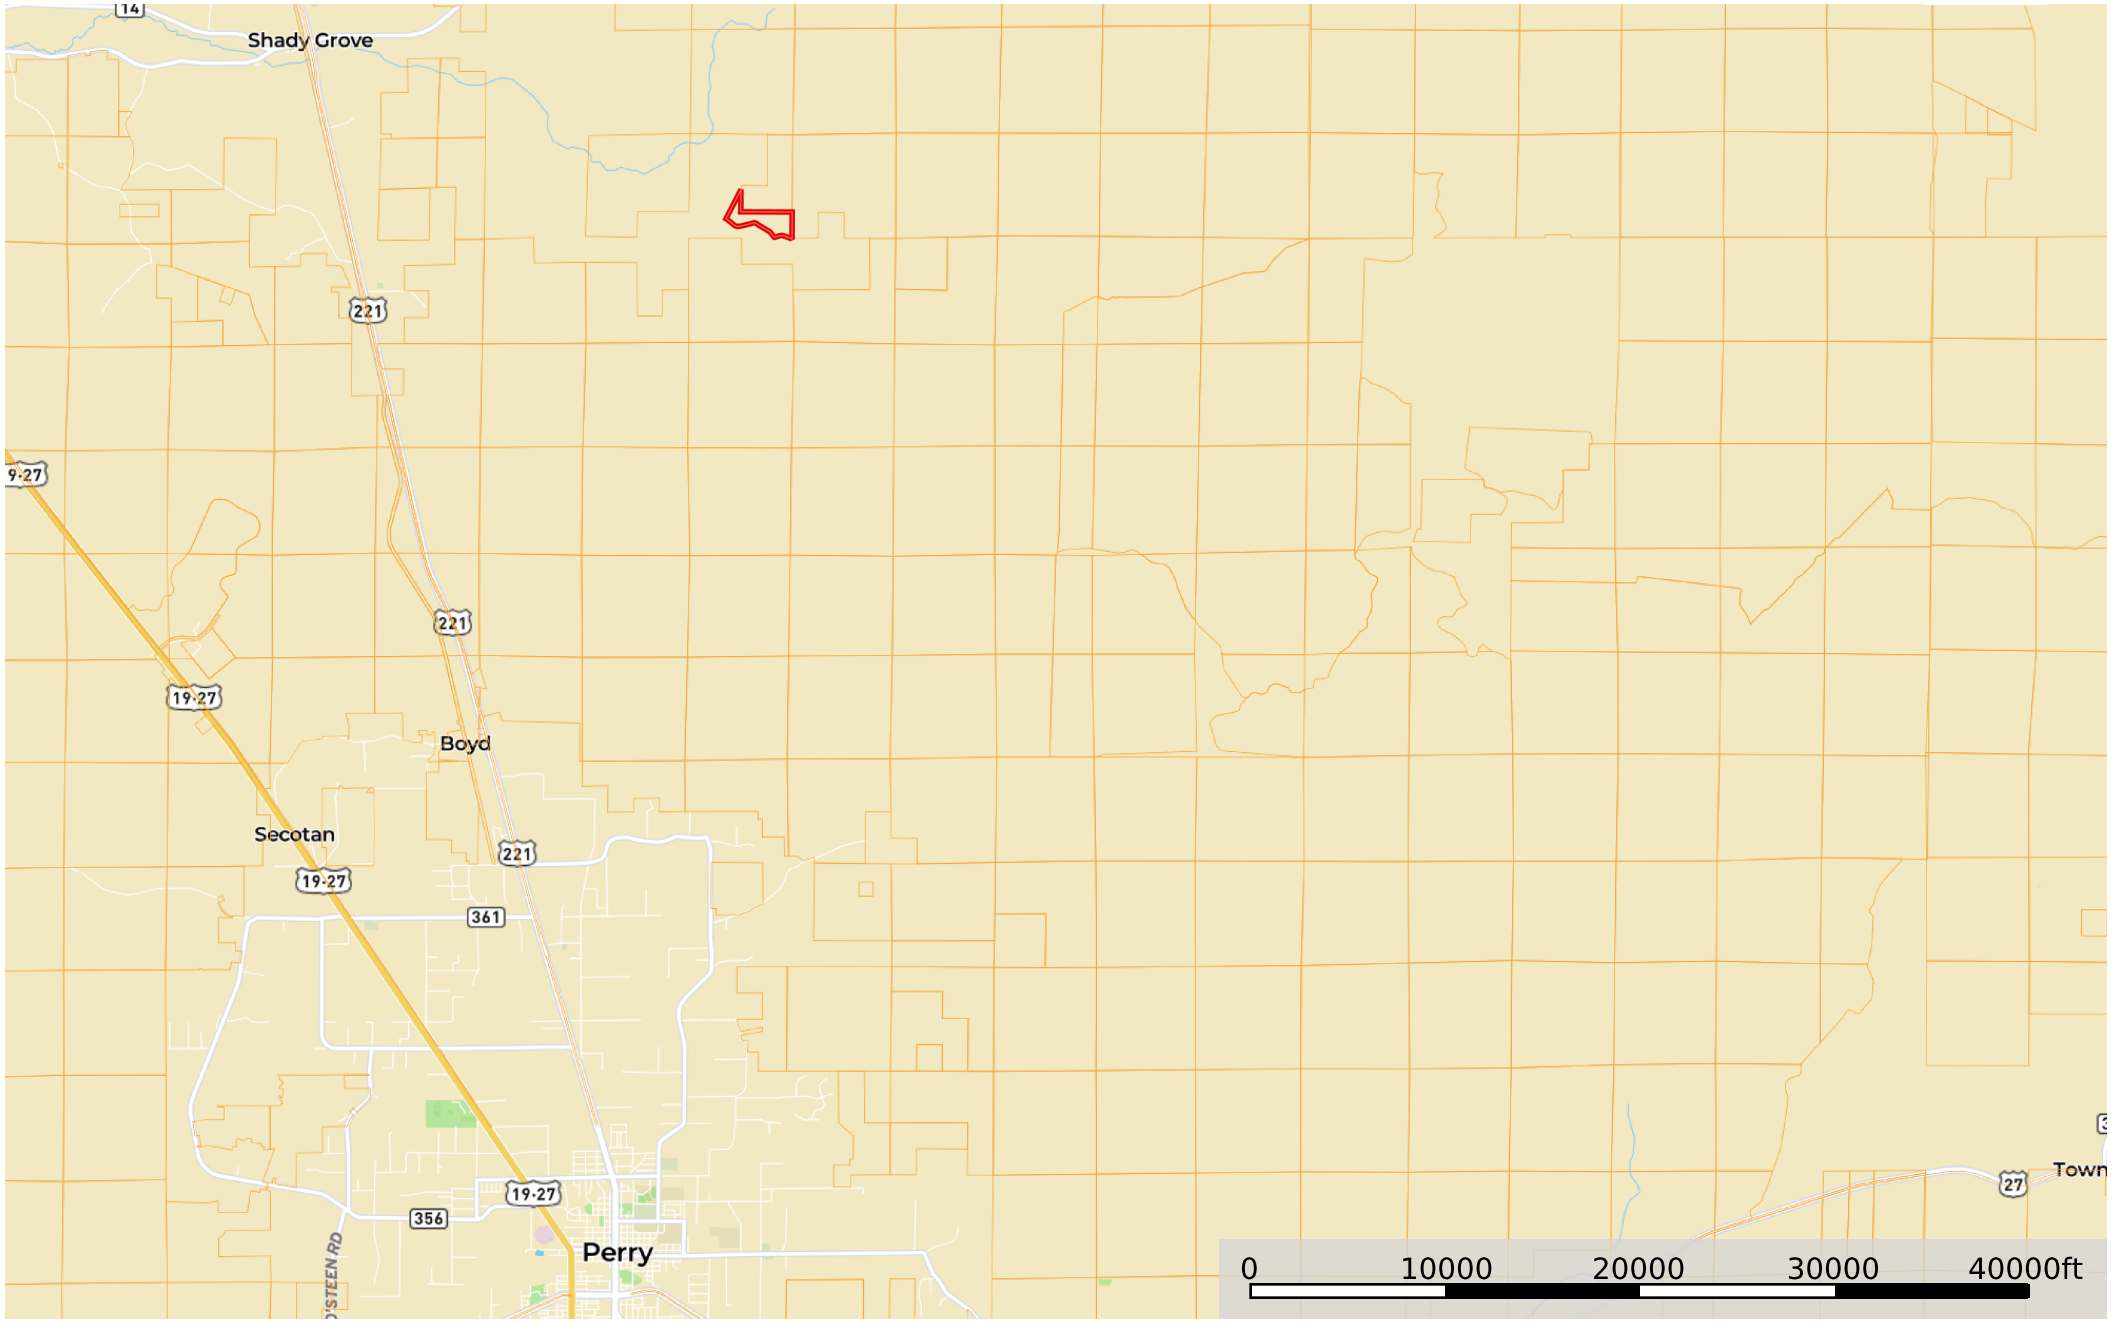 14
Shady Grove
221
9·27
221
19·27
Boyd
Secotan
221
19·27
361
Town
27
19·27
356
Perry
O'STEEN RD
0 10000 20000 30000 40000ft